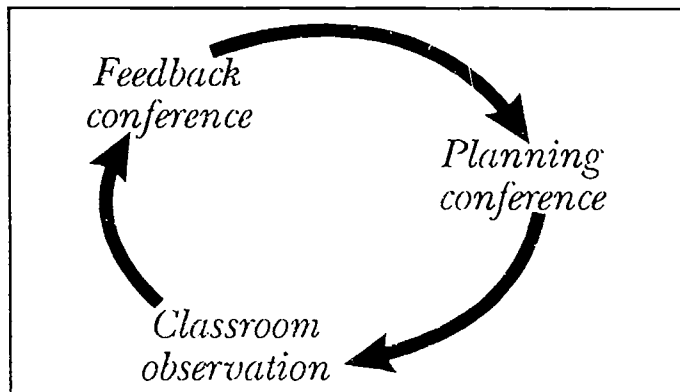 Feedback
conference
Planning
conference
Classroom
observation